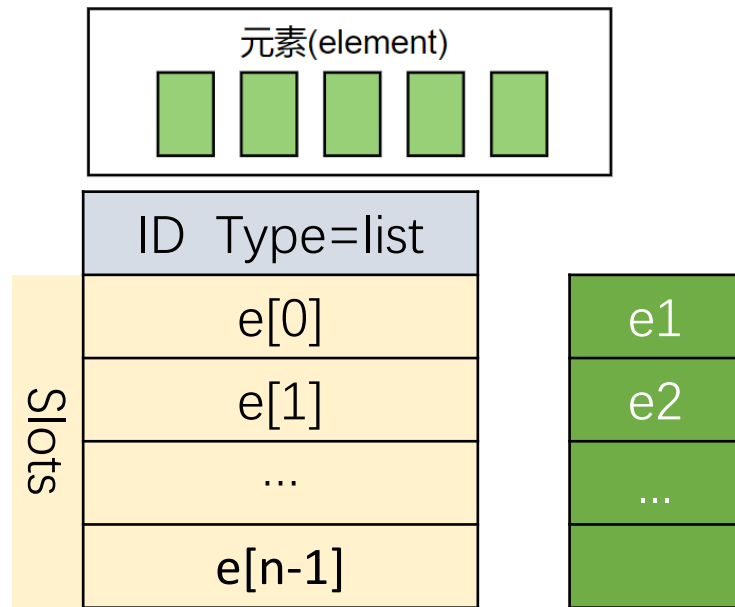 元素(element)
ID Type=list
Slots
e[0]
e[1]
...
e[n-1]
e1
e2
...